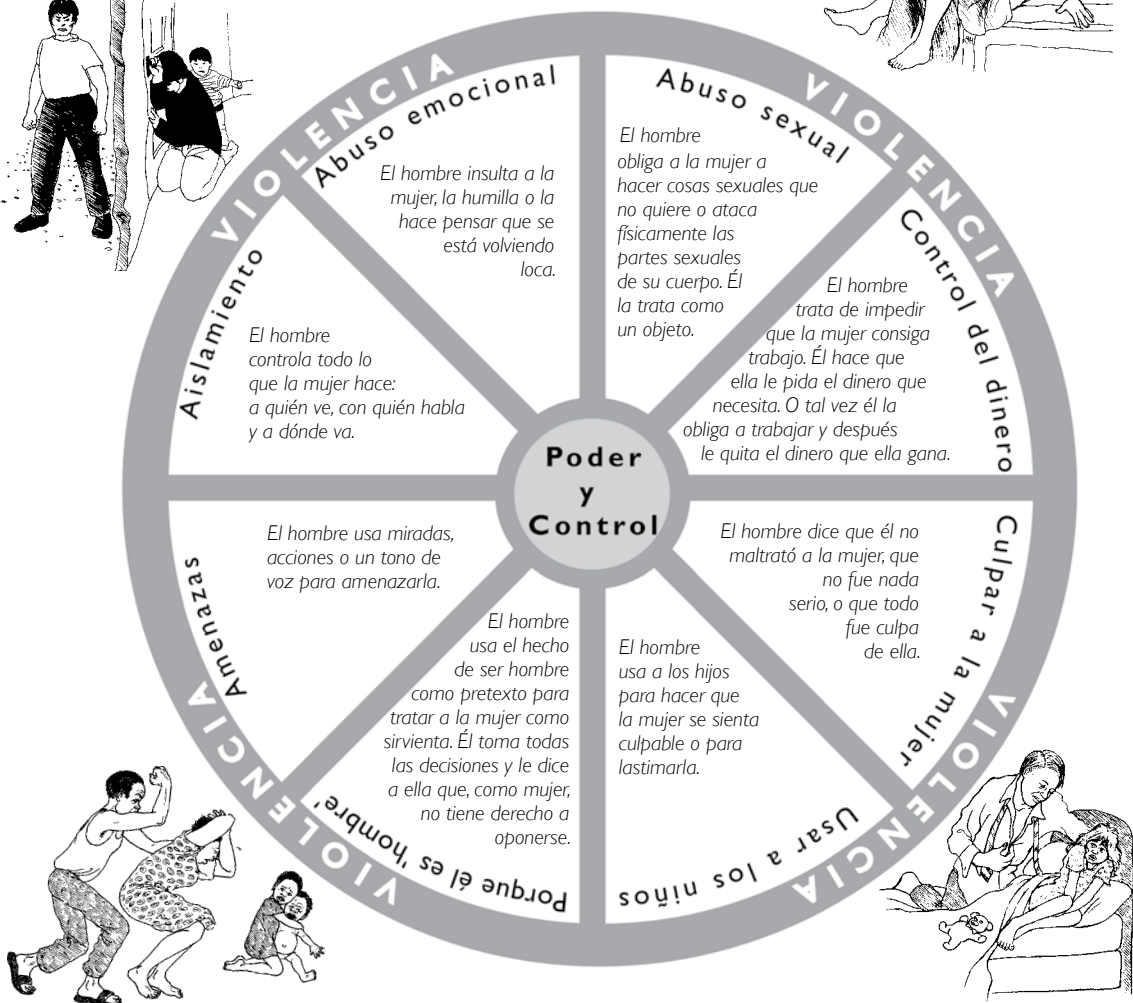 VIOLENCIA
Abuso emocional
El hombre insulta a la
mujer, la humilla o la
hace pensar que se
está volviendo
loca.
VIOLENCIA
Abuso sexual
El hombre
obliga a la mujer a
hacer cosas sexuales que
no quiere o ataca
físicamente las
partes sexuales
de su cuerpo. Él
la trata como
un objeto.
Control del dinero
El hombre
trata de impedir
que la mujer consiga
trabajo. Él hace que
ella le pida el dinero que
necesita. O tal vez él la
obliga a trabajar y después
le quita el dinero que ella gana.
Aislamiento
El hombre
controla todo lo
que la mujer hace:
a quién ve, con quién habla
y a dónde va.
Poder
y
Control
Culpar a la mujer
El hombre dice que él no
maltrató a la mujer, que
no fue nada
serio, o que todo
fue culpa
de ella.
VIOLENCIA
Usar a los niños
El hombre
usa a los hijos
para hacer que
la mujer se sienta
culpable o para
lastimarla.
Porque él es 'hombre'
El hombre
usa el hecho
de ser hombre
como pretexto para
tratar a la mujer como
sirvienta. Él toma todas
las decisiones y le dice
a ella que, como mujer,
no tiene derecho a
oponerse.
VIOLENCIA
Amenazas
El hombre usa miradas,
acciones o un tono de
voz para amenazarla.